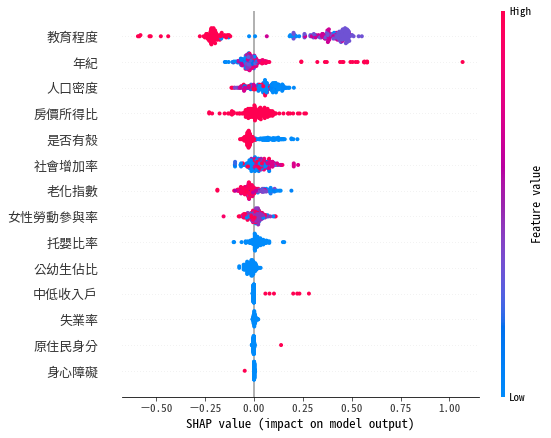 High
教育程度
年紀
人口密度
房價所得比
是否有殼
社會增加率
老化指數
女性勞動參與率
托嬰比率
公幼生佔比
中低收入戶
失業率
原住民身分
身心障礙
Feature value
Low
−0.50 −0.25 0.00 0.25 0.50 0.75 1.00
SHAP value (impact on model output)